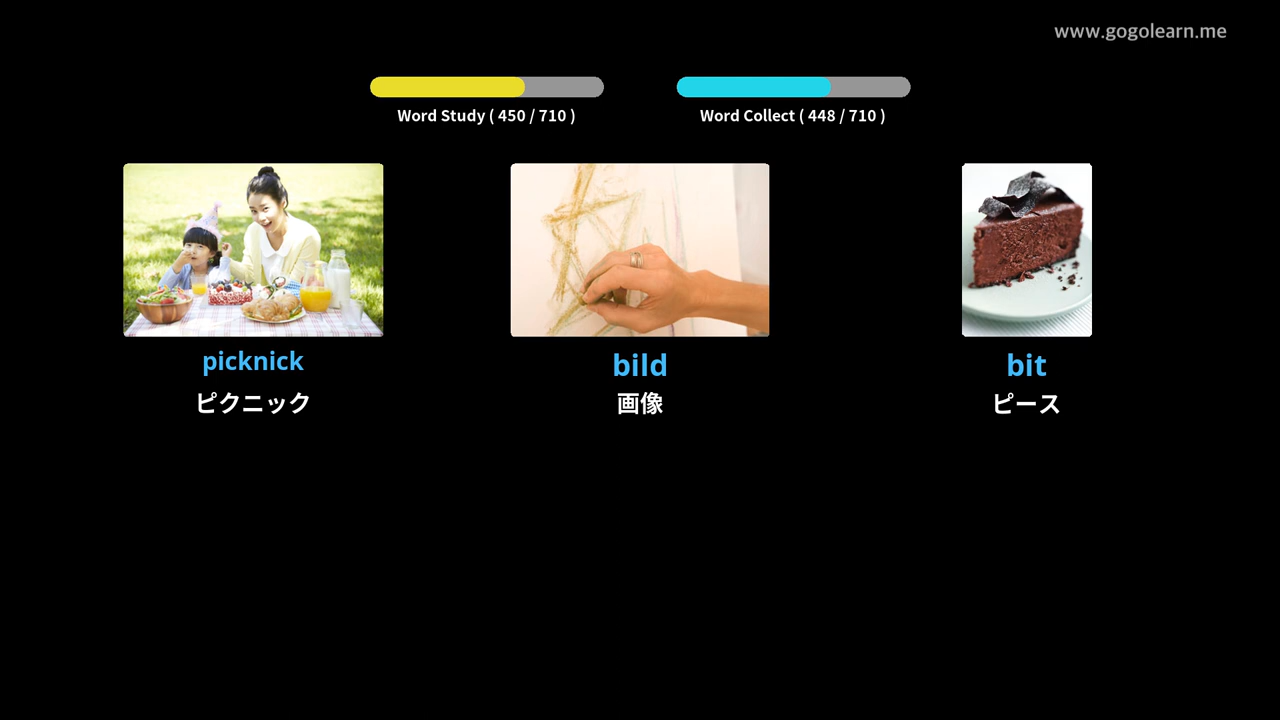 www.gogolearn.me
Word Study ( 450 / 710 )
Word Collect ( 448 / 710 )
picknick
ピクニック
bild
画像
bit
ピース